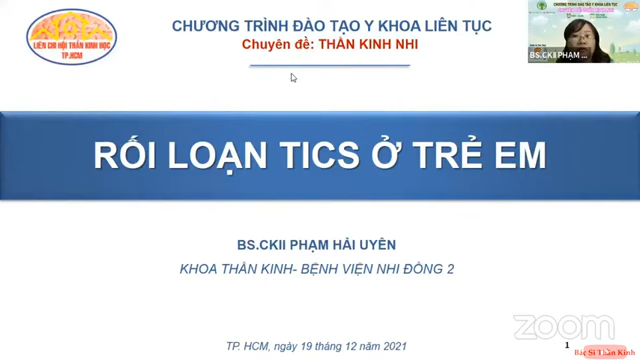 LIÊN CHI HỘI THẦN KINH HỌC
TP.HCM
CHƯƠNG TRÌNH ĐÀO TẠO Y KHOA LIÊN TỤC
Chuyên đề: THẦN KINH NHI
BS.CKII PHẠM ...
RỐI LOẠN TICS Ở TRẺ EM
BS.CKII PHẠM HẢI UYÊN
KHOA THẦN KINH- BỆNH VIỆN NHI ĐỒNG 2
zoom
TP. HCM, ngày 19 tháng 12 năm 2021
1
Bác Sĩ Thần Kinh